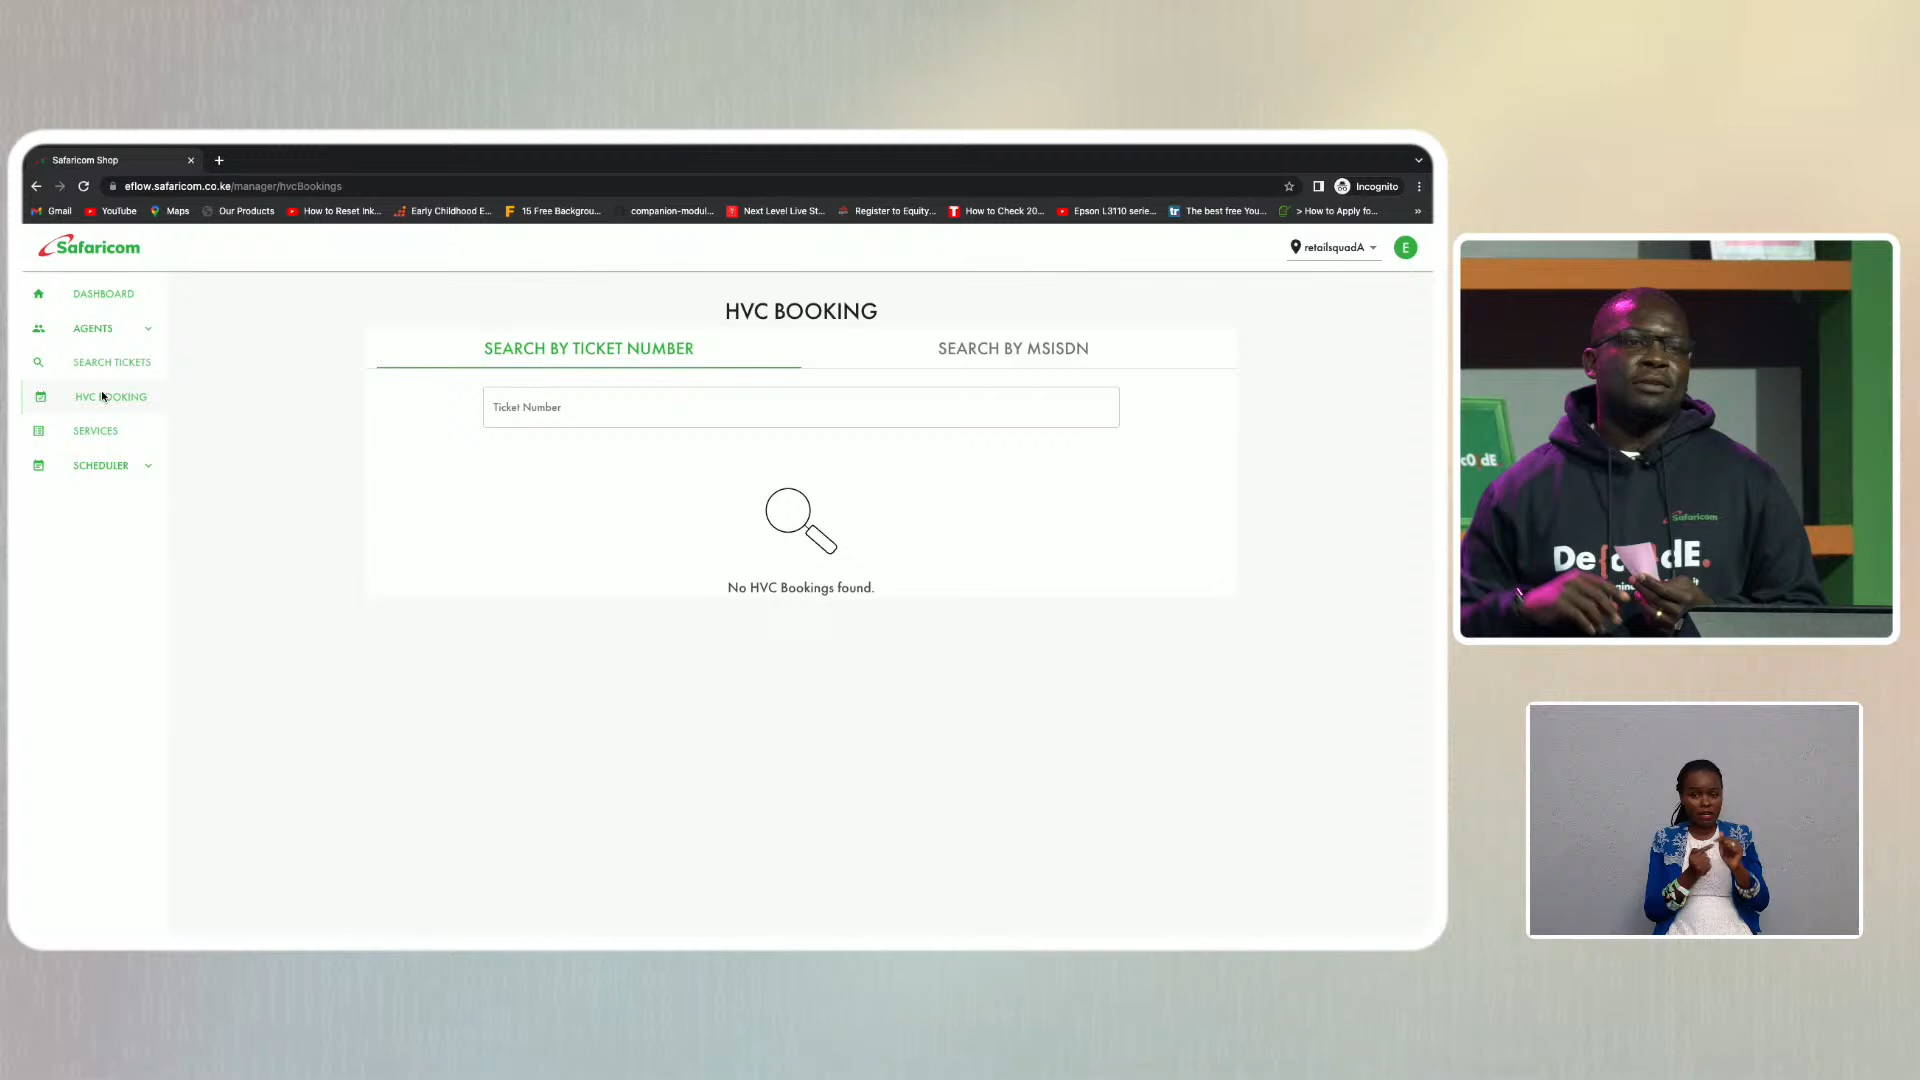 Safaricom Shop
eflow.safaricom.co.ke/manager/hvcBookings
Incognito
Gmail
YouTube
Maps
Our Products
How to Reset Ink...
Early Childhood E...
15 Free Backgrou...
companion-modul...
Next Level Live St...
Register to Equity...
How to Check 20...
Epson L3110 serie...
The best free You...
> How to Apply fo...
»
Safaricom
retailsquadA
E
DASHBOARD
AGENTS
SEARCH TICKETS
HVC BOOKING
SERVICES
SCHEDULER
HVC BOOKING
SEARCH BY TICKET NUMBER
SEARCH BY MSISDN
Ticket Number
No HVC Bookings found.
Safaricom